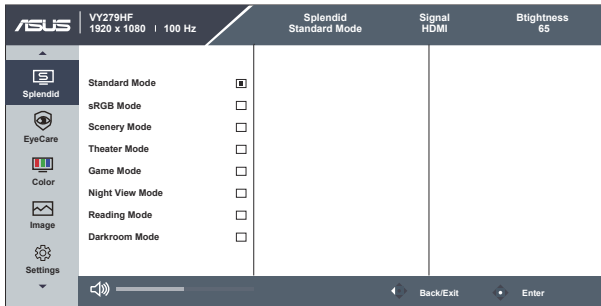 ASUS
VY279HF
1920 x 1080 | 100 Hz
Splendid
Standard Mode
Signal
HDMI
Btightness
65
Splendid
EyeCare
Color
Image
Settings
Standard Mode
sRGB Mode
Scenery Mode
Theater Mode
Game Mode
Night View Mode
Reading Mode
Darkroom Mode
Back/Exit
Enter